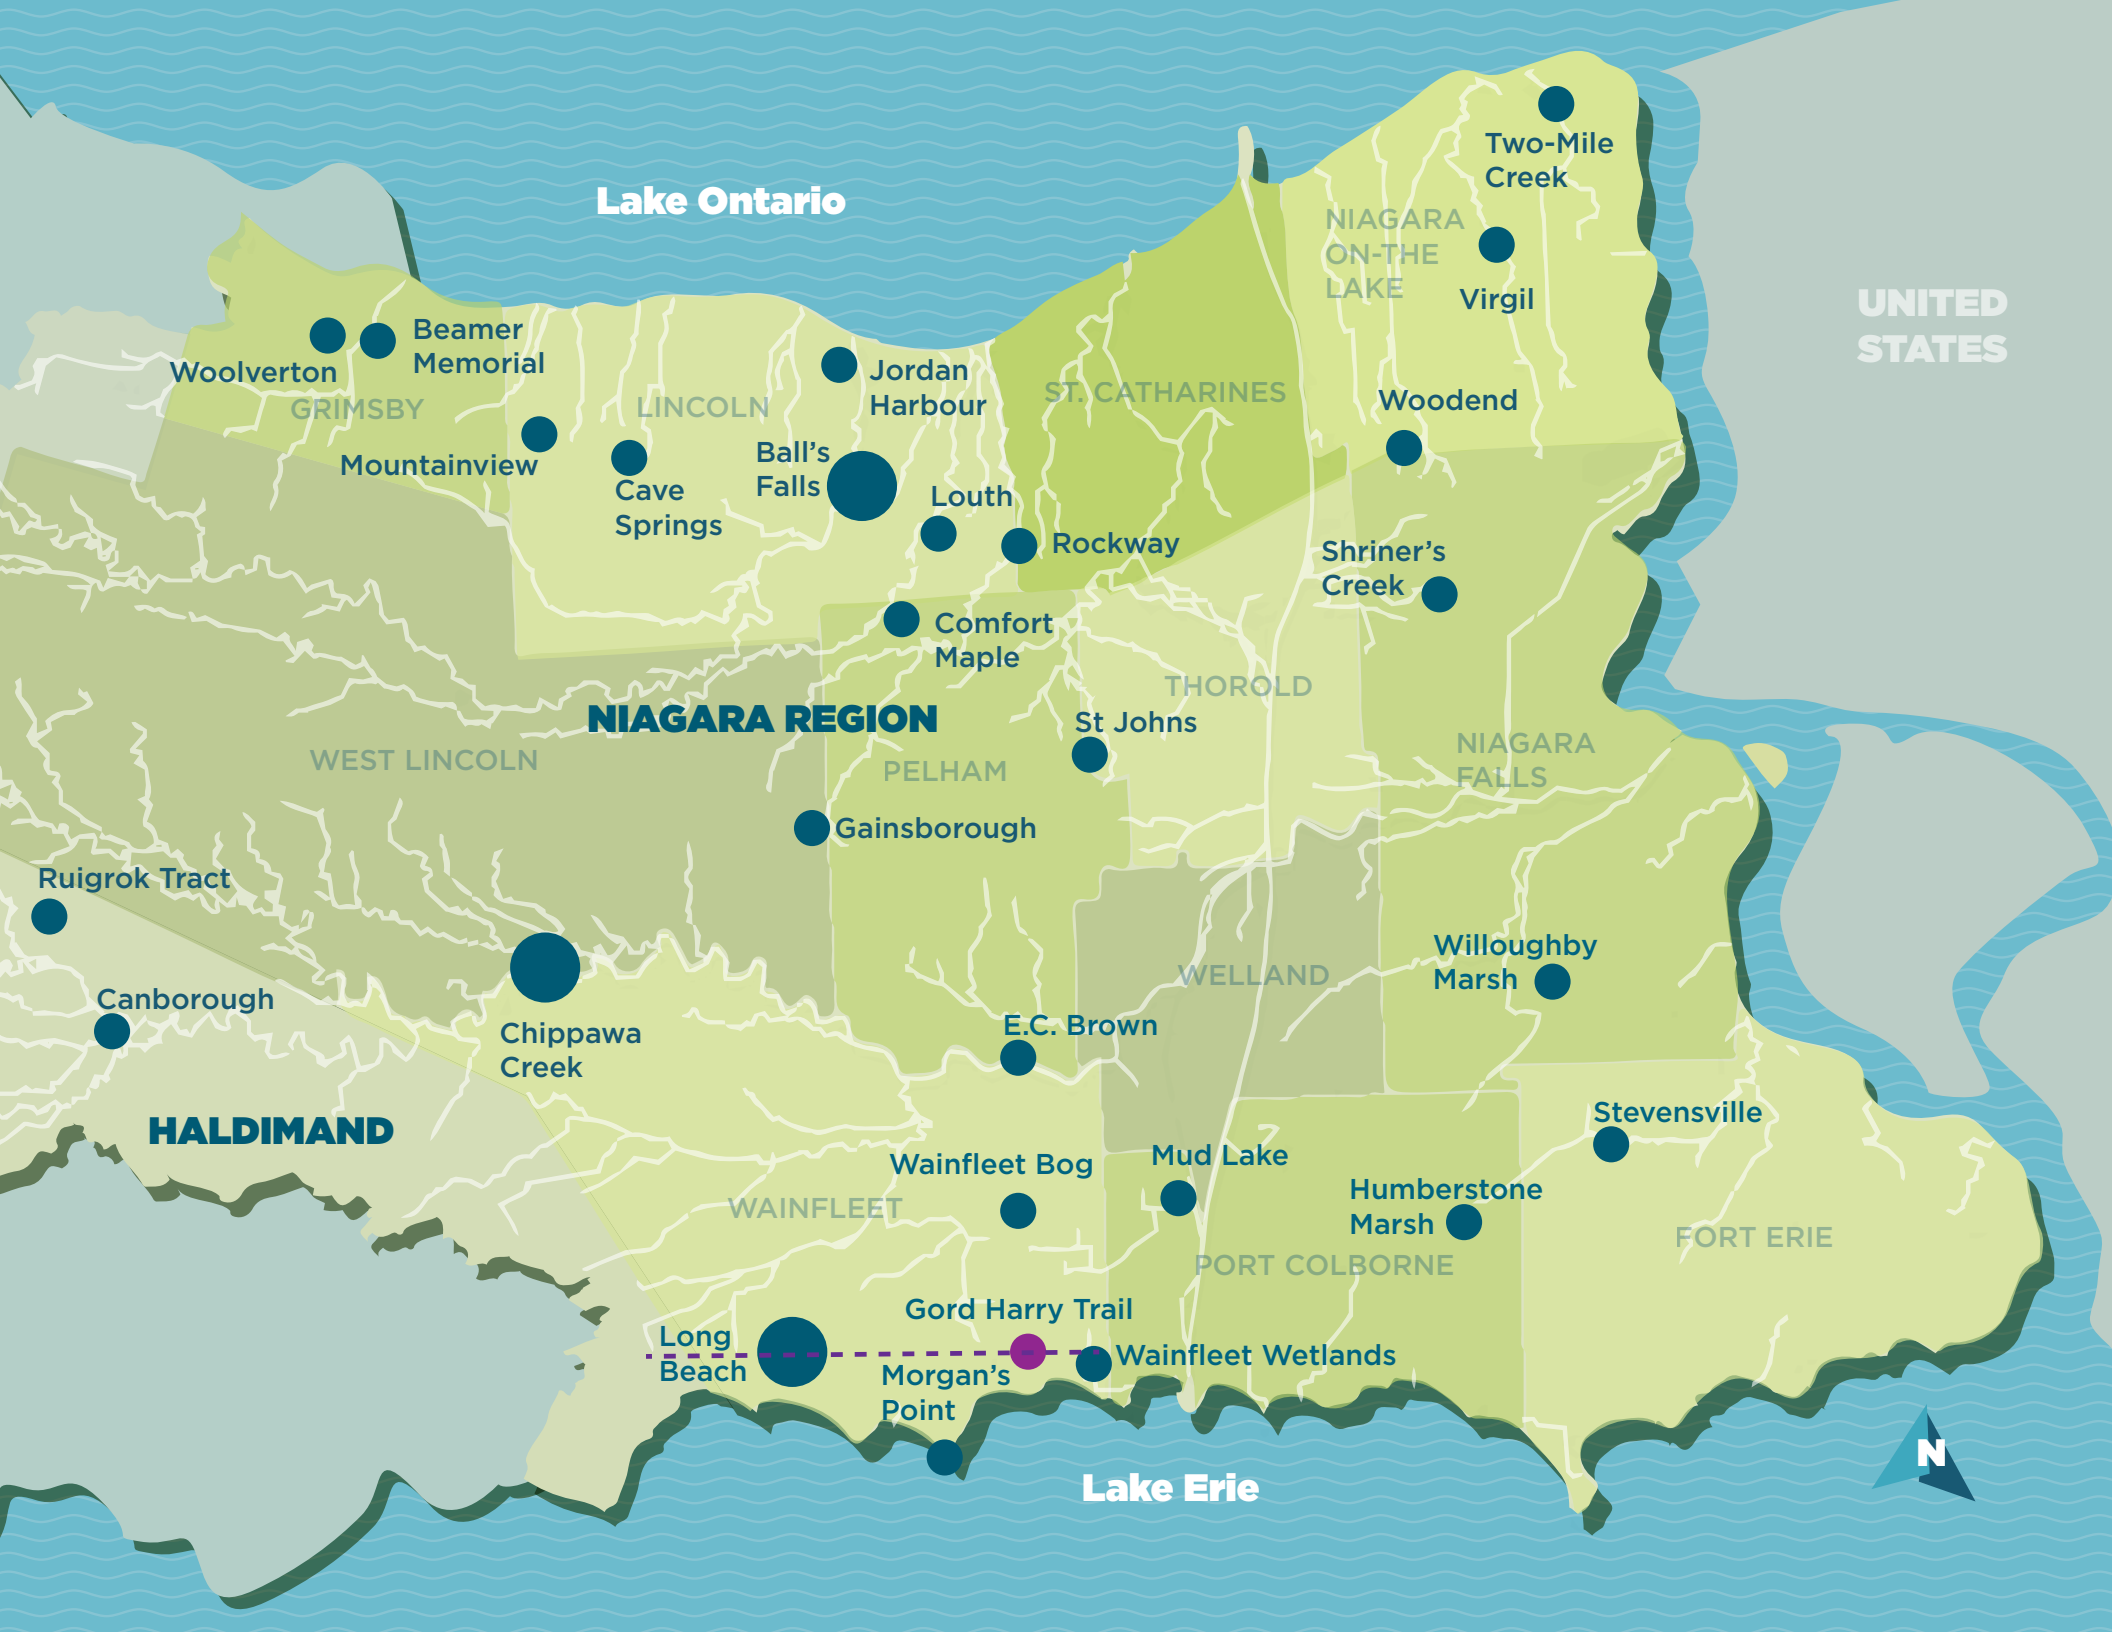 Two-Mile
Creek
Lake Ontario
NIAGARA
ON-THE
LAKE
Virgil
UNITED
STATES
Beamer
Memorial
Woolverton
GRIMSBY
Jordan
Harbour
LINCOLN
ST. CATHARINES
Woodend
Mountainview
Cave
Springs
Ball's
Falls
Louth
Rockway
Shriner's
Creek
Comfort
Maple
THOROLD
NIAGARA REGION
St Johns
WEST LINCOLN
PELHAM
NIAGARA
FALLS
Gainsborough
Ruigrok Tract
Canborough
Chippawa
Creek
WELLAND
Willoughby
Marsh
E.C. Brown
HALDIMAND
Stevensville
Wainfleet Bog
Mud Lake
WAINFLEET
Humberstone
Marsh
FORT ERIE
PORT COLBORNE
Gord Harry Trail
Long
Beach
Wainfleet Wetlands
Morgan's
Point
Lake Erie
N